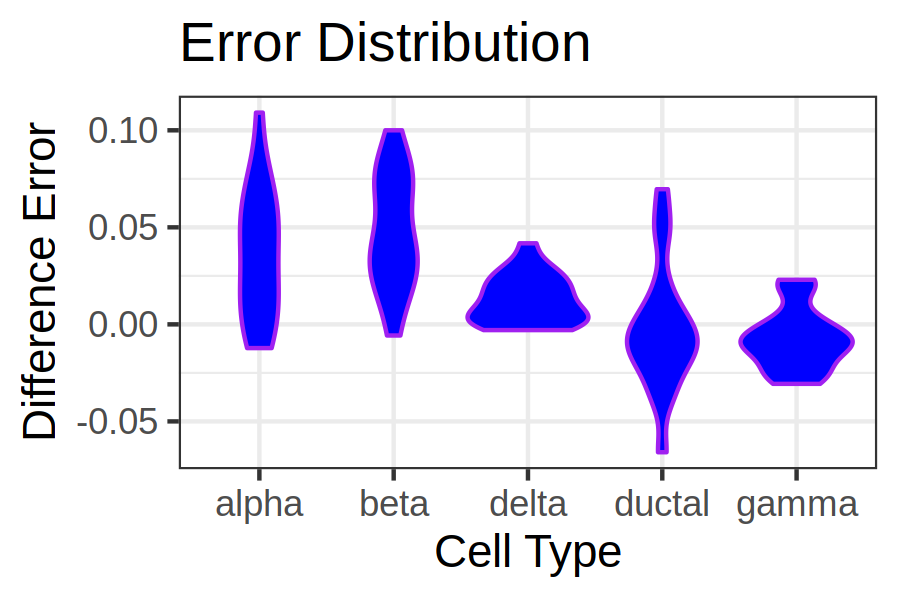 Error Distribution
Difference Error
0.10
0.05
0.00
-0.05
alpha beta delta ductal gamma
Cell Type